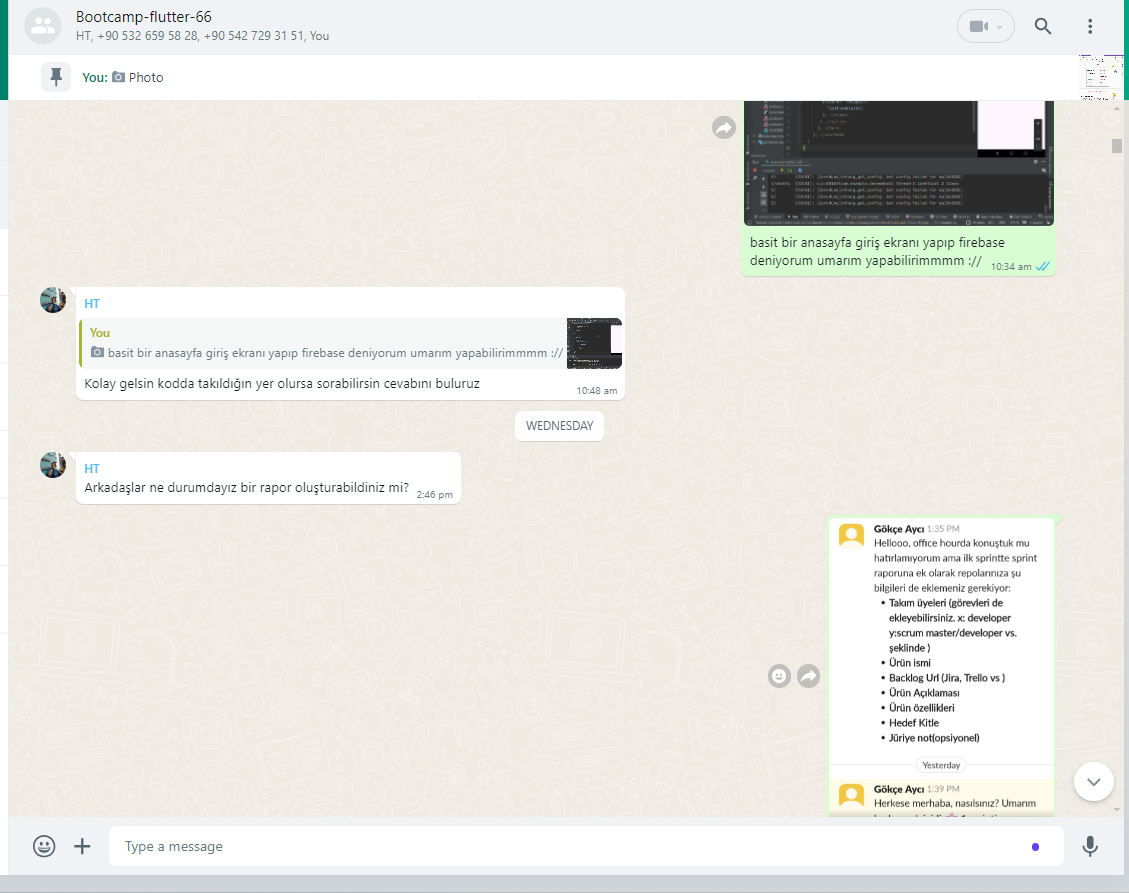 Bootcamp-flutter-66
HT, +90 532 659 58 28, +90 542 729 31 51, You
You: Photo
basit bir anasayfa giriş ekranı yapıp firebase
deniyorum umarım yapabilirimmmm ://
10:34 am
HT
You
basit bir anasayfa giriş ekranı yapıp firebase deniyorum umarım yapabilirimmmm ://
Kolay gelsin kodda takıldığın yer olursa sorabilirsin cevabını buluruz
10:48 am
WEDNESDAY
HT
Arkadaşlar ne durumdayız bir rapor oluşturabildiniz mi?
2:46 pm
Gökçe Aycı 1:35 PM
Hellooo, office hourda konuştuk mu
hatırlamıyorum ama ilk sprintte sprint
raporuna ek olarak repolarınıza şu
bilgileri de eklemeniz gerekiyor:
• Takım üyeleri (görevleri de
ekleyebilirsiniz. x: developer
y:scrum master/developer vs.
şeklinde )
• Ürün ismi
• Backlog Url (Jira, Trello vs )
• Ürün Açıklaması
• Ürün özellikleri
• Hedef Kitle
• Jüriye not(opsiyonel)
Yesterday
Gökçe Aycı 1:39 PM
Herkese merhaba, nasılsınız? Umarım
Type a message